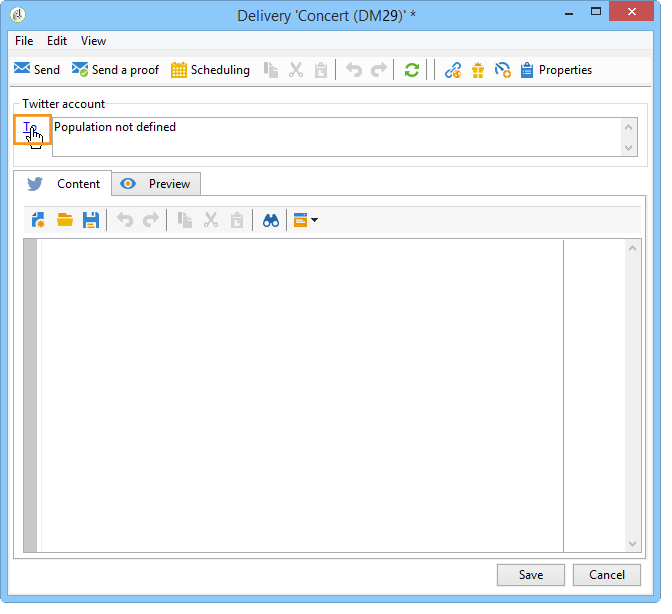 Delivery 'Concert (DM29)' *
File Edit View
Send Send a proof Scheduling Properties
Twitter account
To Population not defined
Content Preview
Save Cancel